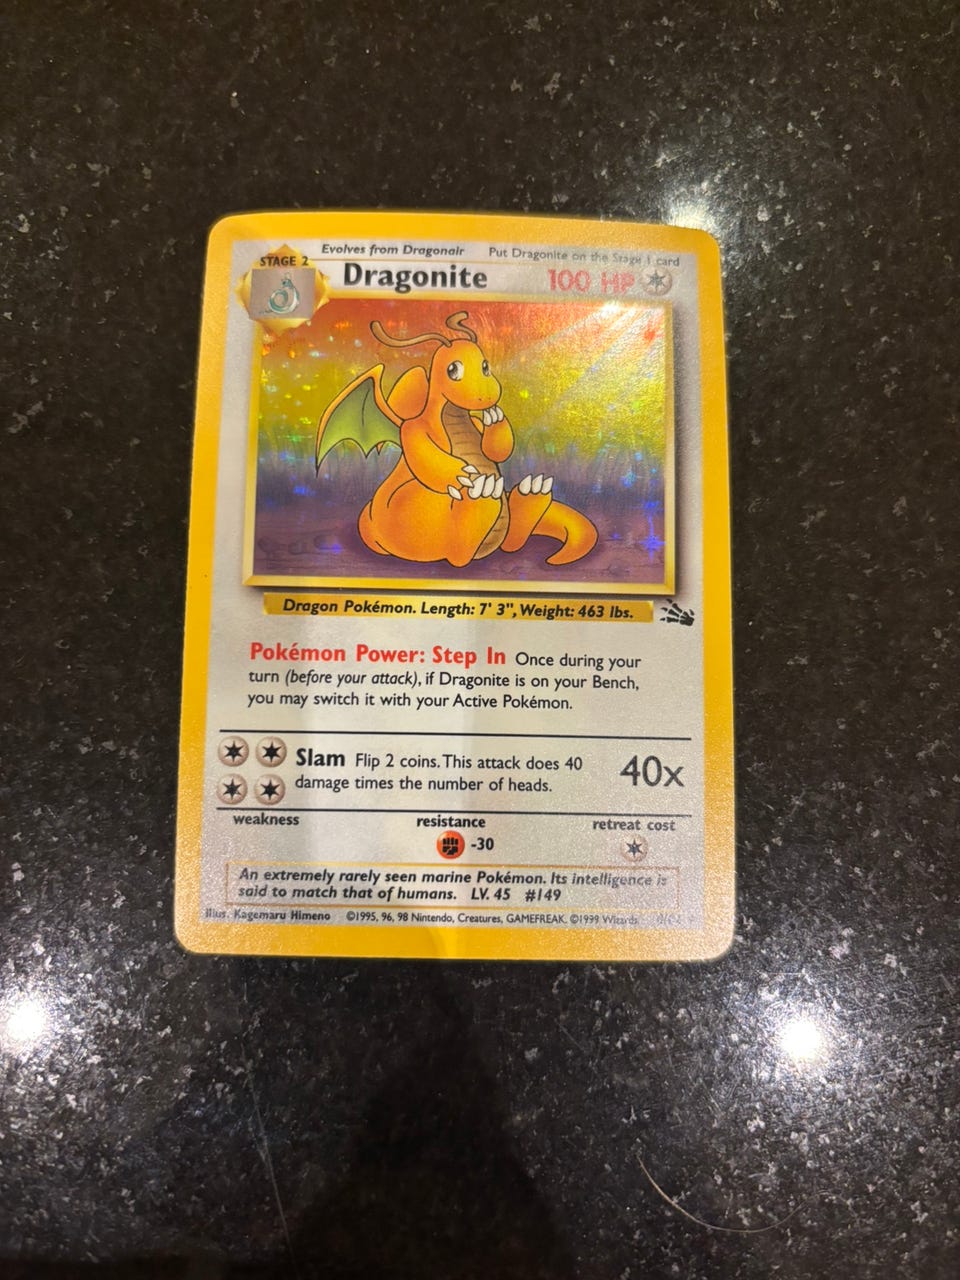 Evolves from Dragonair Put Dragonite on the Stage 1 card
STAGE 2
Dragonite 100 HP
Dragon Pokémon. Length: 7' 3", Weight: 463 lbs.
Pokémon Power: Step In Once during your
turn (before your attack), if Dragonite is on your Bench,
you may switch it with your Active Pokémon.
Slam Flip 2 coins. This attack does 40
damage times the number of heads.
40x
weakness resistance retreat cost
-30
An extremely rarely seen marine Pokémon. Its intelligence is
said to match that of humans. LV. 45 #149
Illus. Kagemaru Himeno ©1995, 96, 98 Nintendo, Creatures, GAMEFREAK. ©1999 Wizards.